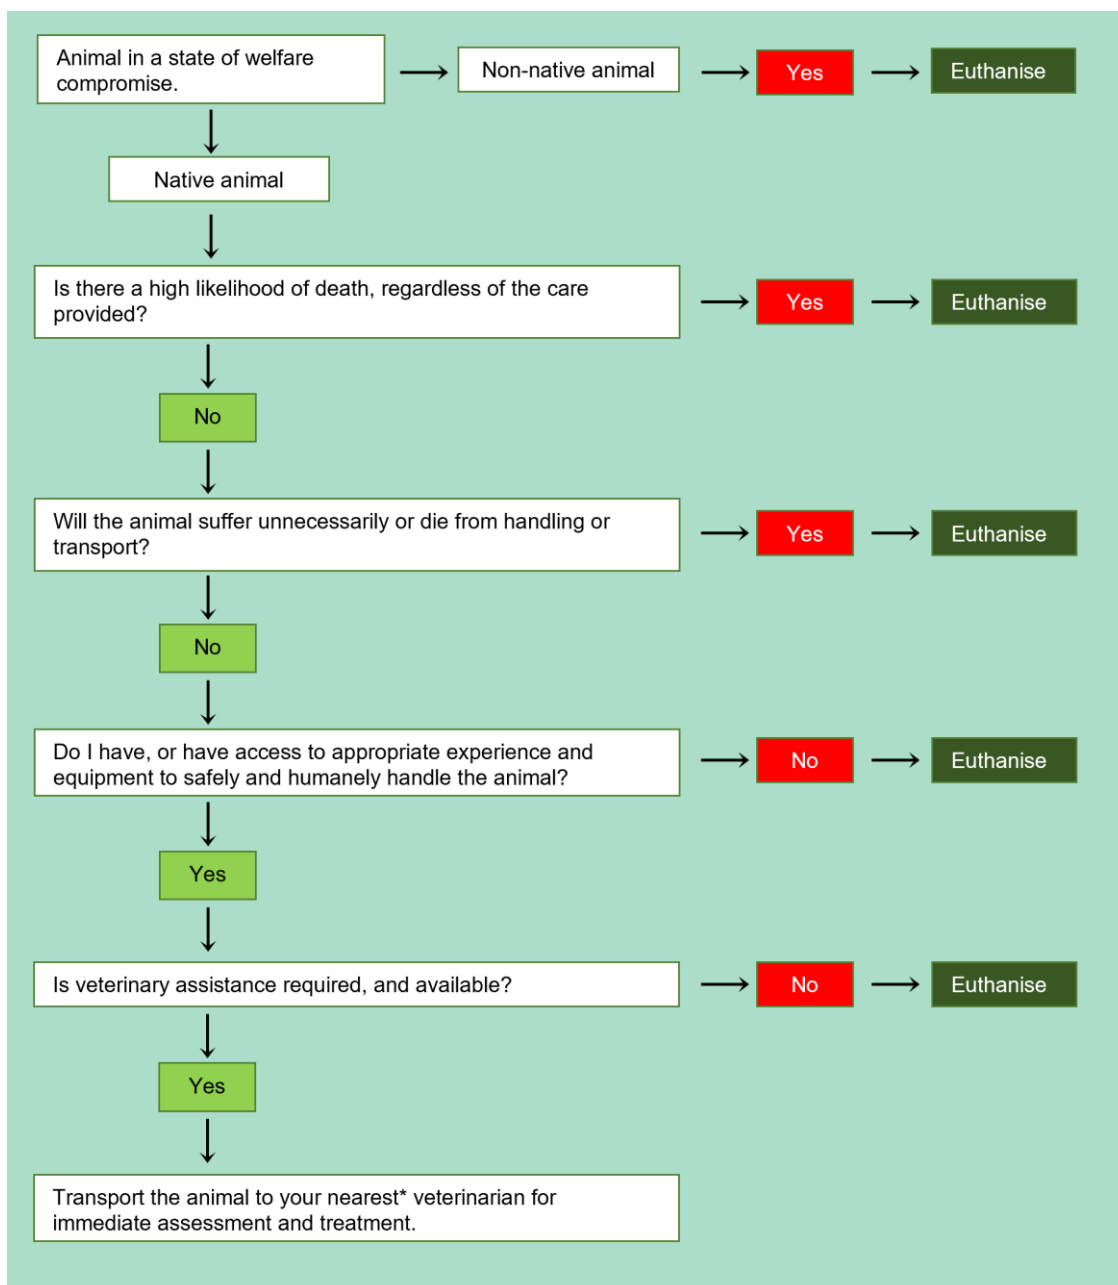 Animal in a state of welfare
compromise.
Non-native animal
Yes
Euthanise
Native animal
Is there a high likelihood of death, regardless of the care
provided?
Yes
Euthanise
No
Will the animal suffer unnecessarily or die from handling or
transport?
Yes
Euthanise
No
Do I have, or have access to appropriate experience and
equipment to safely and humanely handle the animal?
No
Euthanise
Yes
Is veterinary assistance required, and available?
No
Euthanise
Yes
Transport the animal to your nearest* veterinarian for
immediate assessment and treatment.